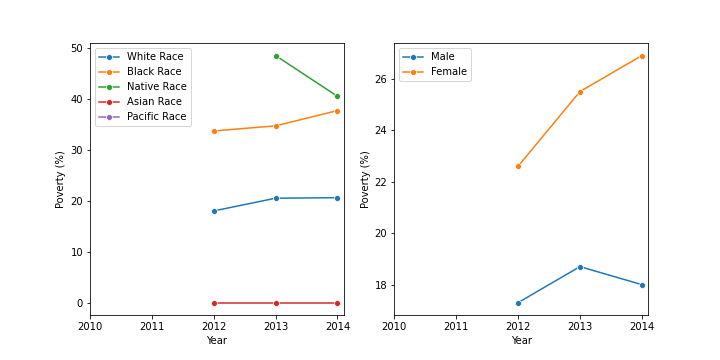 50
40
30
20
10
0
Poverty (%)
White Race
Black Race
Native Race
Asian Race
Pacific Race
2010 2011 2012 2013 2014
Year
26
24
22
20
18
Poverty (%)
Male
Female
2010 2011 2012 2013 2014
Year